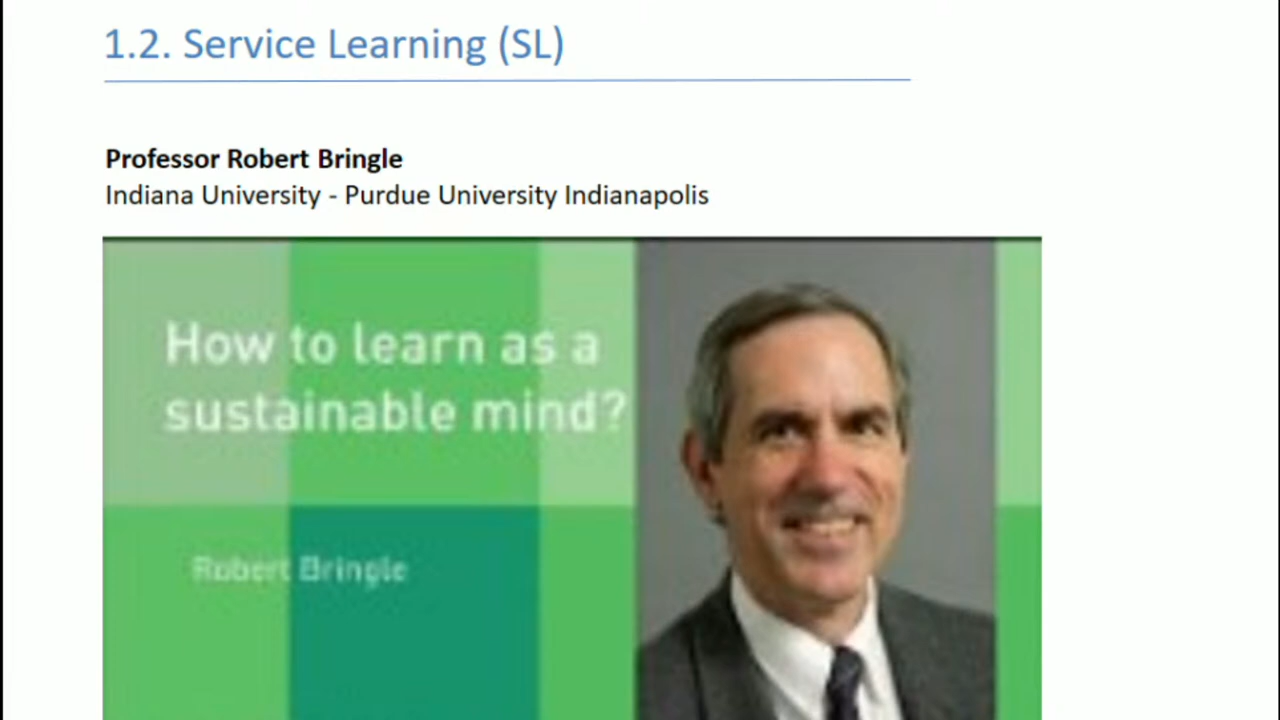 1.2. Service Learning (SL)
Professor Robert Bringle
Indiana University - Purdue University Indianapolis
How to learn as a
sustainable mind?
Robert Bringle